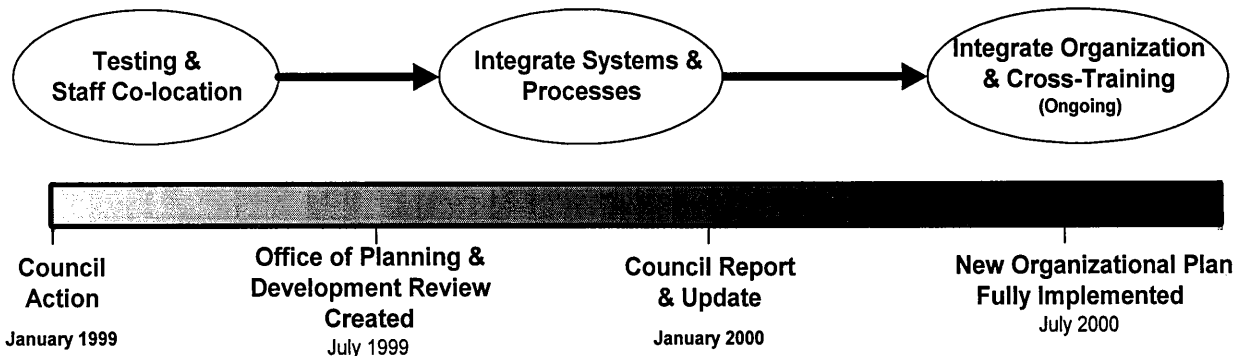 Testing &
Staff Co-location
Integrate Systems &
Processes
Integrate Organization
& Cross-Training
(Ongoing)
Council
Action
January 1999
Office of Planning &
Development Review
Created
July 1999
Council Report
& Update
January 2000
New Organizational Plan
Fully Implemented
July 2000